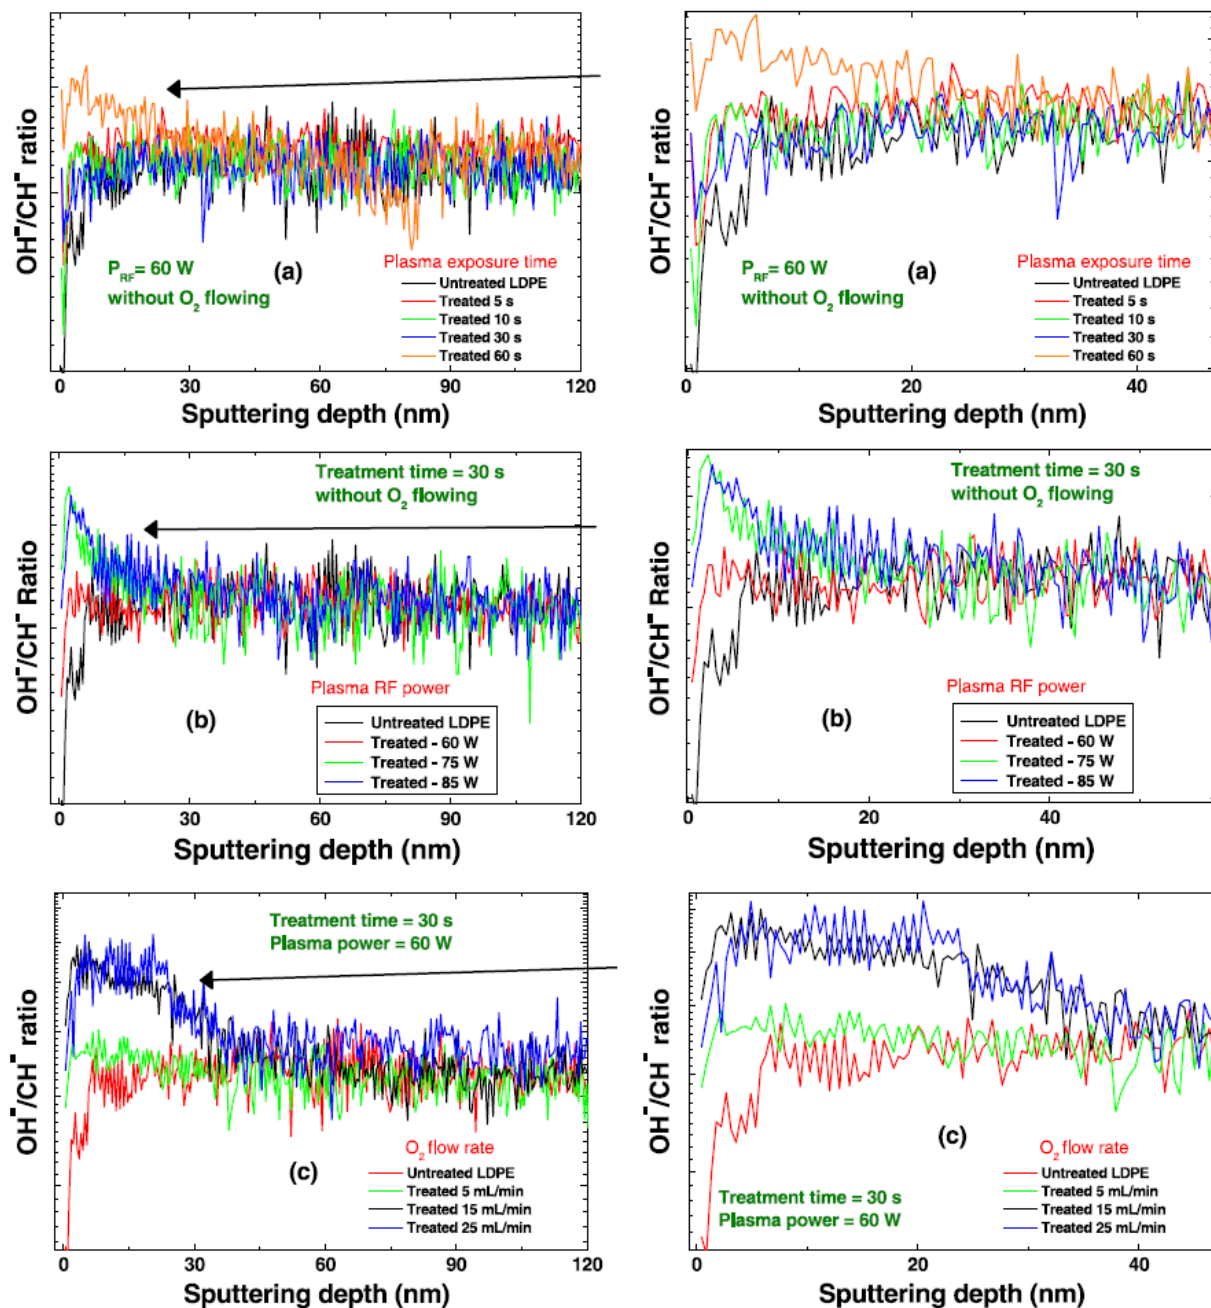 OH⁻/CH⁻ ratio
P_RF = 60 W
without O₂ flowing
(a)
Plasma exposure time
Untreated LDPE
Treated 5 s
Treated 10 s
Treated 30 s
Treated 60 s
0 30 60 90 120
Sputtering depth (nm)
OH⁻/CH⁻ ratio
P_RF = 60 W
without O₂ flowing
(a)
Plasma exposure time
Untreated LDPE
Treated 5 s
Treated 10 s
Treated 30 s
Treated 60 s
0 20 40
Sputtering depth (nm)
OH⁻/CH⁻ Ratio
Treatment time = 30 s
without O₂ flowing
Plasma RF power
(b)
Untreated LDPE
Treated - 60 W
Treated - 75 W
Treated - 85 W
0 30 60 90 120
Sputtering depth (nm)
OH⁻/CH⁻ Ratio
Treatment time = 30 s
without O₂ flowing
Plasma RF power
(b)
Untreated LDPE
Treated - 60 W
Treated - 75 W
Treated - 85 W
0 20 40
Sputtering depth (nm)
OH⁻/CH⁻ ratio
Treatment time = 30 s
Plasma power = 60 W
(c)
O₂ flow rate
Untreated LDPE
Treated 5 mL/min
Treated 15 mL/min
Treated 25 mL/min
0 30 60 90 120
Sputtering depth (nm)
OH⁻/CH⁻ ratio
(c)
O₂ flow rate
Untreated LDPE
Treated 5 mL/min
Treated 15 mL/min
Treated 25 mL/min
Treatment time = 30 s
Plasma power = 60 W
0 20 40
Sputtering depth (nm)